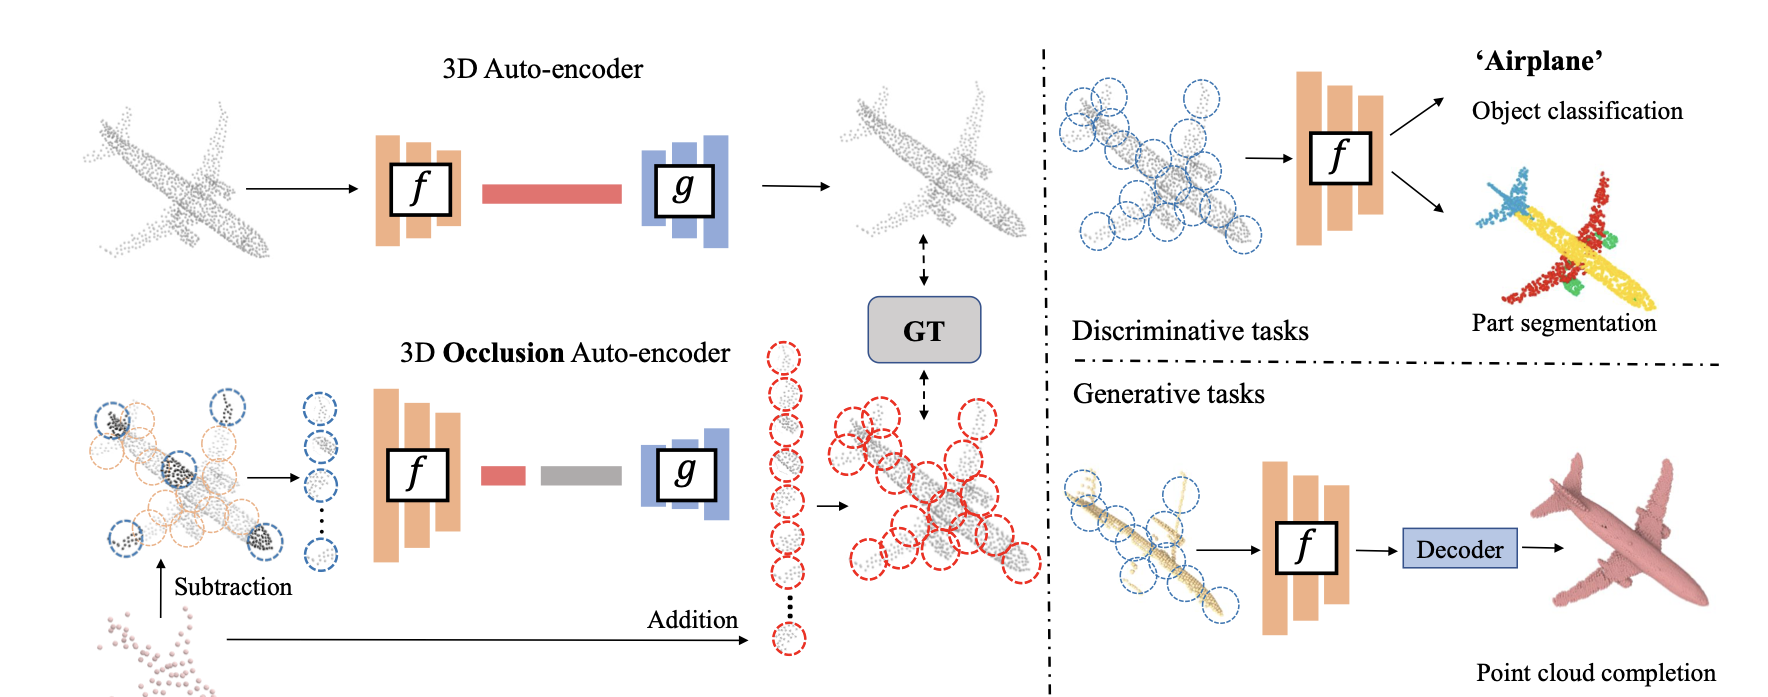 3D Auto-encoder
f
g
GT
3D Occlusion Auto-encoder
f
g
Subtraction
Addition
‘Airplane’
Object classification
f
Part segmentation
Discriminative tasks
Generative tasks
f
Decoder
Point cloud completion